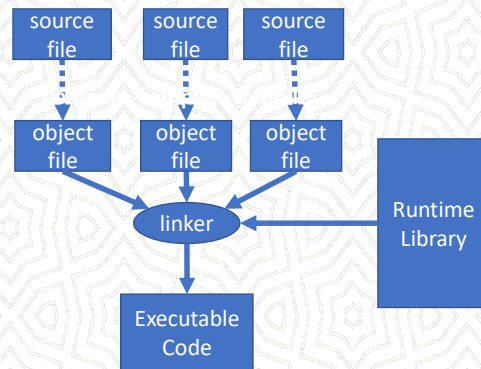 source
file
source
file
source
file
object
file
object
file
object
file
linker
Runtime
Library
Executable
Code